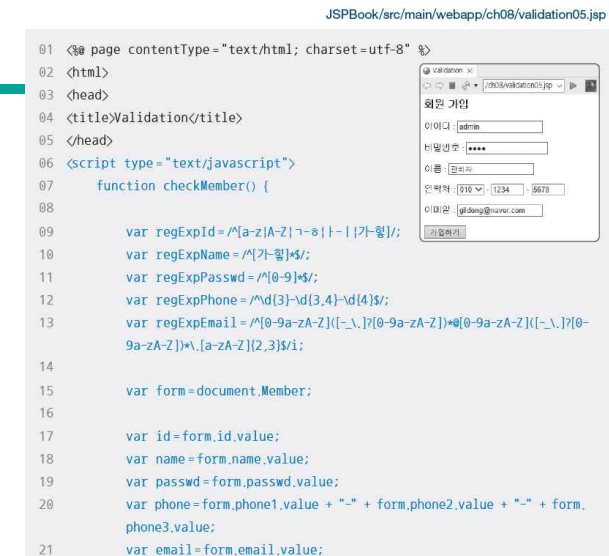 JSPBook/src/main/webapp/ch08/validation05.jsp
01 <%@ page contentType="text/html; charset=utf-8" %>
02 <html>
03 <head>
04 <title>Validation</title>
05 </head>
06 <script type="text/javascript">
07 function checkMember() {
08
09 var regExpId = /^[a-z|A-Z|ㄱ-ㅎ|ㅏ-ㅣ|가-힣]/;
10 var regExpName = /^[가-힣]*$/;
11 var regExpPasswd = /^[0-9]*$/;
12 var regExpPhone = /^\d{3}-\d{3,4}-\d{4}$/;
13 var regExpEmail = /^[0-9a-zA-Z]([-_\.]?[0-9a-zA-Z])*@[0-9a-zA-Z]([-_\.]?[0-
9a-zA-Z])*\.[a-zA-Z]{2,3}$/i;
14
15 var form = document.Member;
16
17 var id = form.id.value;
18 var name = form.name.value;
19 var passwd = form.passwd.value;
20 var phone = form.phone1.value + "-" + form.phone2.value + "-" + form.
phone3.value;
21 var email = form.email.value;
Validation
/ch08/validation05.jsp
회원 가입
아이디 : admin
비밀번호 : ••••
이름 : 관리자
연락처 : 010 - 1234 - 5678
이메일 : gildong@naver.com
가입하기